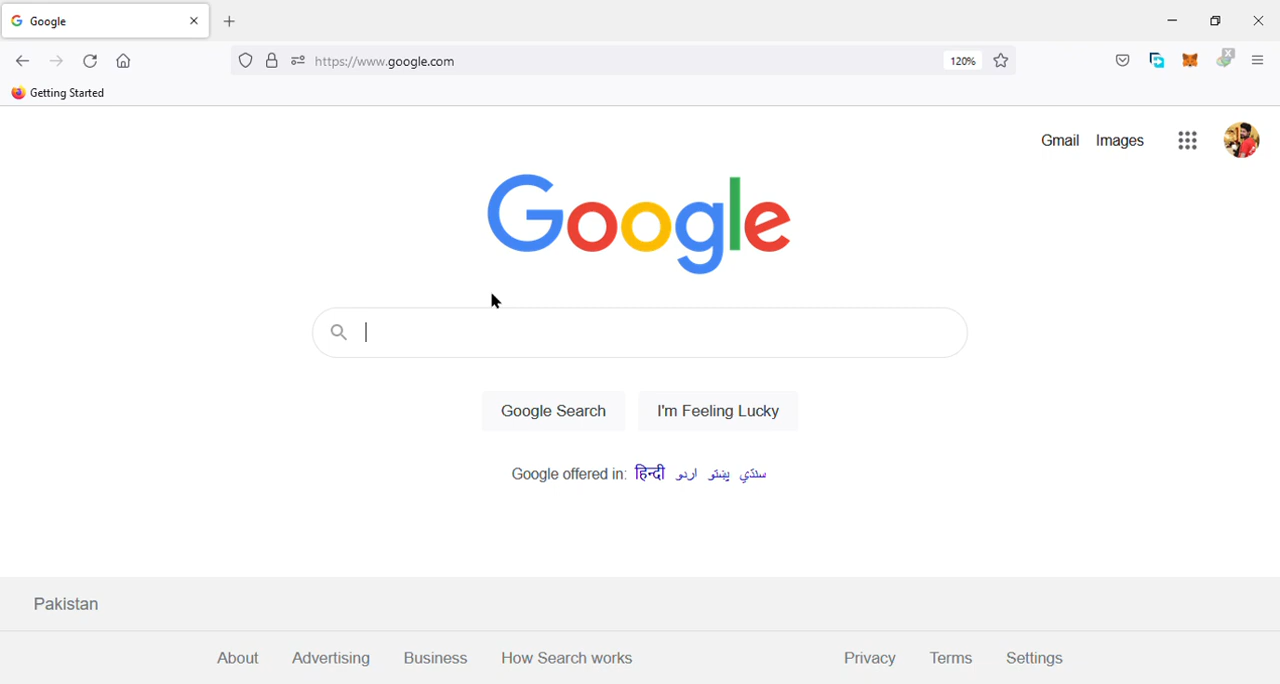 Google
https://www.google.com
120%
Getting Started
Gmail Images
Google
Google Search
I'm Feeling Lucky
Google offered in: हिन्दी اردو پښتو سنڌي
Pakistan
About Advertising Business How Search works Privacy Terms Settings